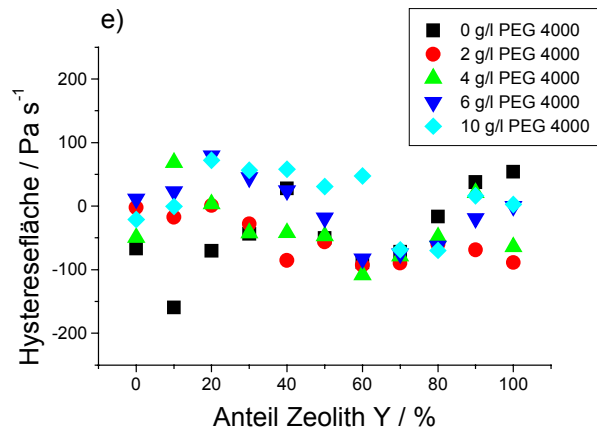 e)
0 g/l PEG 4000
2 g/l PEG 4000
4 g/l PEG 4000
6 g/l PEG 4000
10 g/l PEG 4000
200
100
0
-100
-200
Hysteresefläche / Pa s-1
0 20 40 60 80 100
Anteil Zeolith Y / %